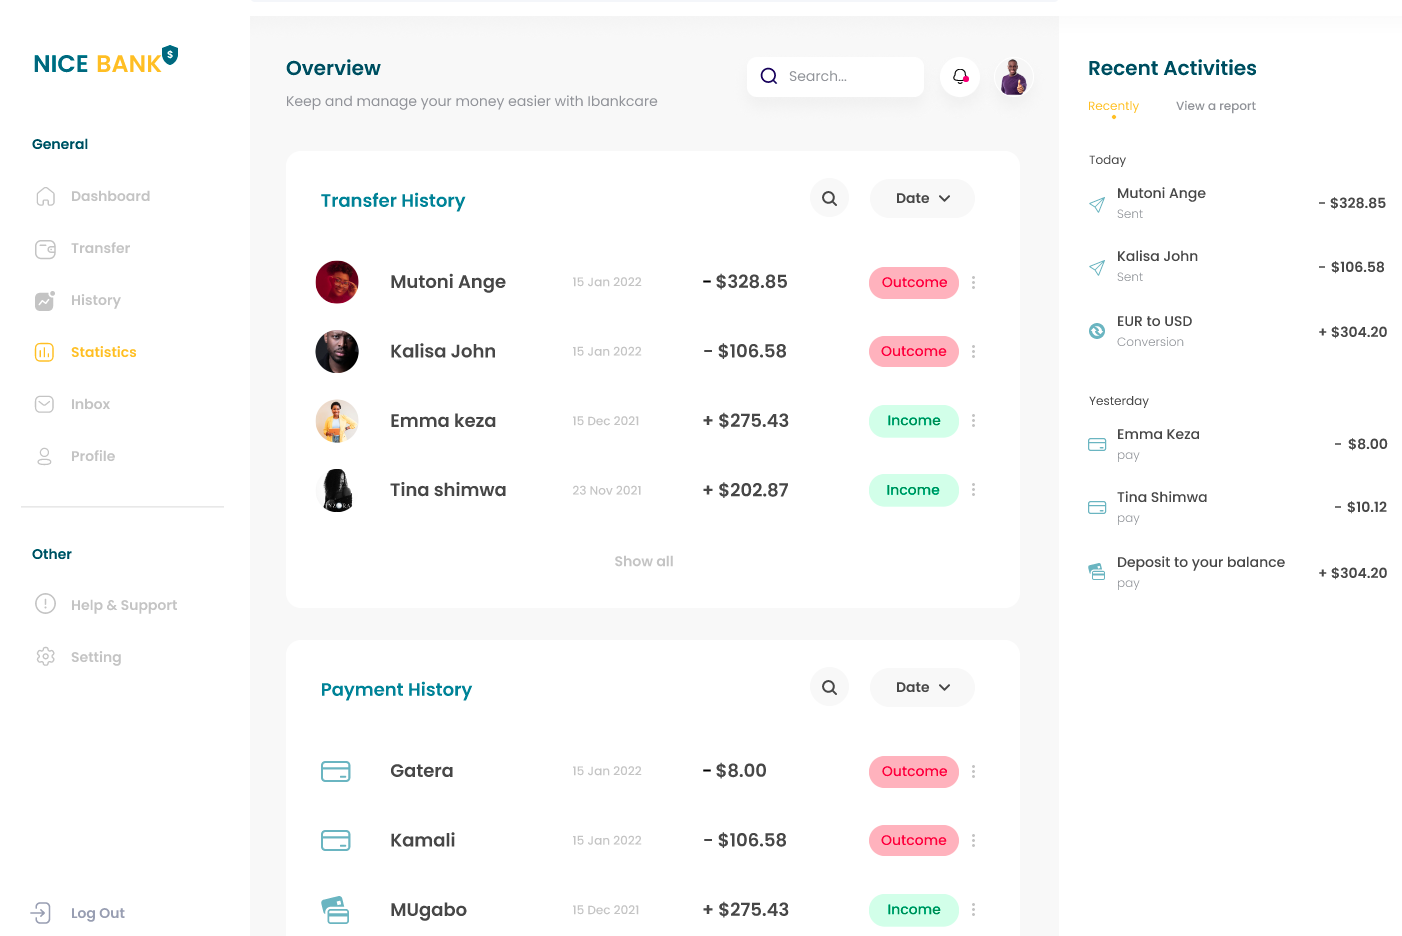 NICE BANK
$
General
Dashboard
Transfer
History
Statistics
Inbox
Profile
Other
Help & Support
Setting
Log Out
Overview
Keep and manage your money easier with Ibankcare
Search...
Transfer History
Date
Mutoni Ange 15 Jan 2022 - $328.85 Outcome
Kalisa John 15 Jan 2022 - $106.58 Outcome
Emma keza 15 Dec 2021 + $275.43 Income
Tina shimwa 23 Nov 2021 + $202.87 Income
Show all
Payment History
Date
Gatera 15 Jan 2022 - $8.00 Outcome
Kamali 15 Jan 2022 - $106.58 Outcome
MUgabo 15 Dec 2021 + $275.43 Income
Recent Activities
Recently View a report
Today
Mutoni Ange - $328.85
Sent
Kalisa John - $106.58
Sent
EUR to USD + $304.20
Conversion
Yesterday
Emma Keza - $8.00
pay
Tina Shimwa - $10.12
pay
Deposit to your balance + $304.20
pay